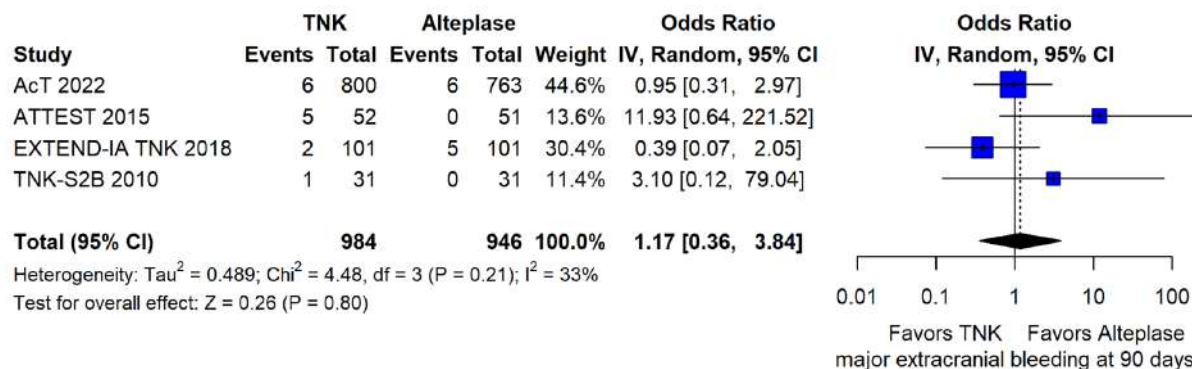 TNK Alteplase Odds Ratio Odds Ratio
Study Events Total Events Total Weight IV, Random, 95% CI IV, Random, 95% CI
AcT 2022 6 800 6 763 44.6% 0.95 [0.31, 2.97]
ATTEST 2015 5 52 0 51 13.6% 11.93 [0.64, 221.52]
EXTEND-IA TNK 2018 2 101 5 101 30.4% 0.39 [0.07, 2.05]
TNK-S2B 2010 1 31 0 31 11.4% 3.10 [0.12, 79.04]
Total (95% CI) 984 946 100.0% 1.17 [0.36, 3.84]
Heterogeneity: Tau² = 0.489; Chi² = 4.48, df = 3 (P = 0.21); I² = 33%
Test for overall effect: Z = 0.26 (P = 0.80)
0.01 0.1 1 10 100
Favors TNK Favors Alteplase
major extracranial bleeding at 90 days